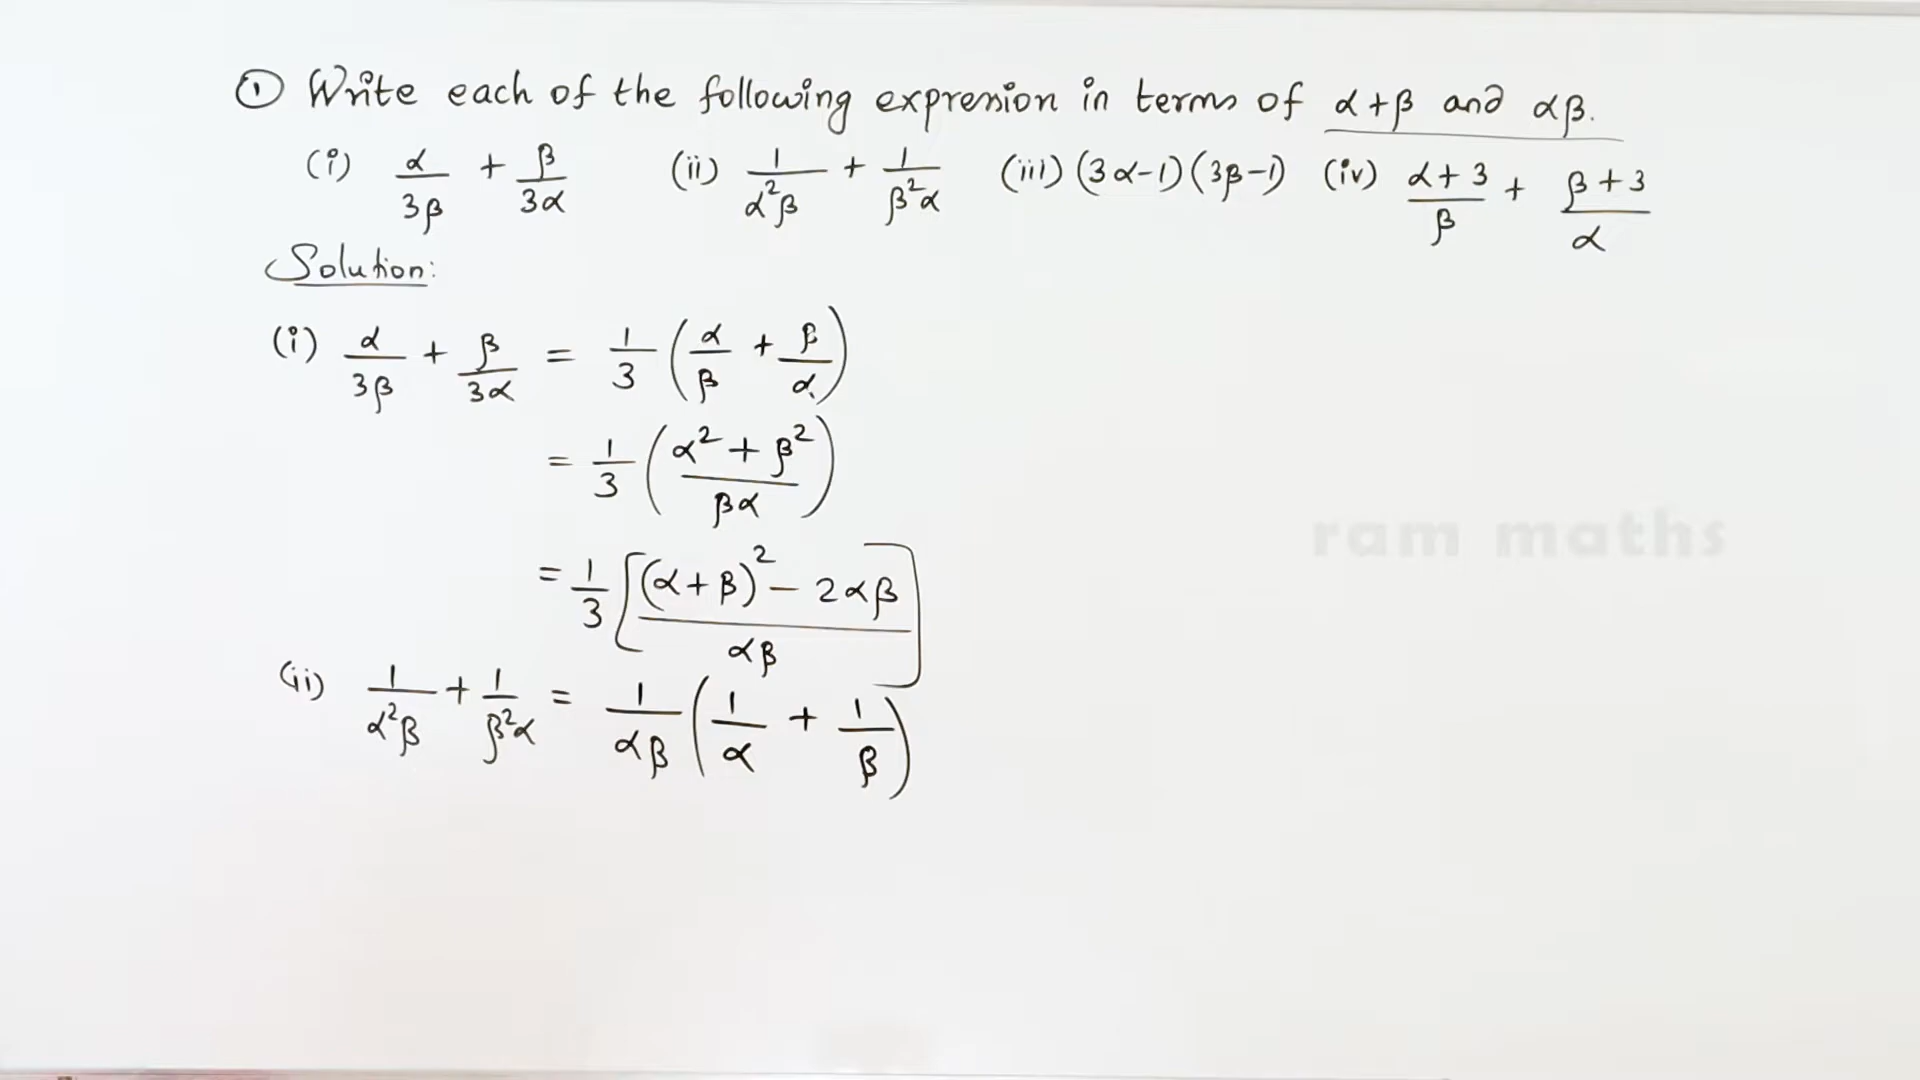 ① Write each of the following expression in terms of α+β and αβ.
(i) α/3β + β/3α (ii) 1/α²β + 1/β²α (iii) (3α-1)(3β-1) (iv) α+3/β + β+3/α
Solution:
(i) α/3β + β/3α = 1/3 (α/β + β/α)
= 1/3 (α² + β²/βα)
= 1/3 [(α+β)² - 2αβ/αβ]
ram maths
(ii) 1/α²β + 1/β²α = 1/αβ (1/α + 1/β)